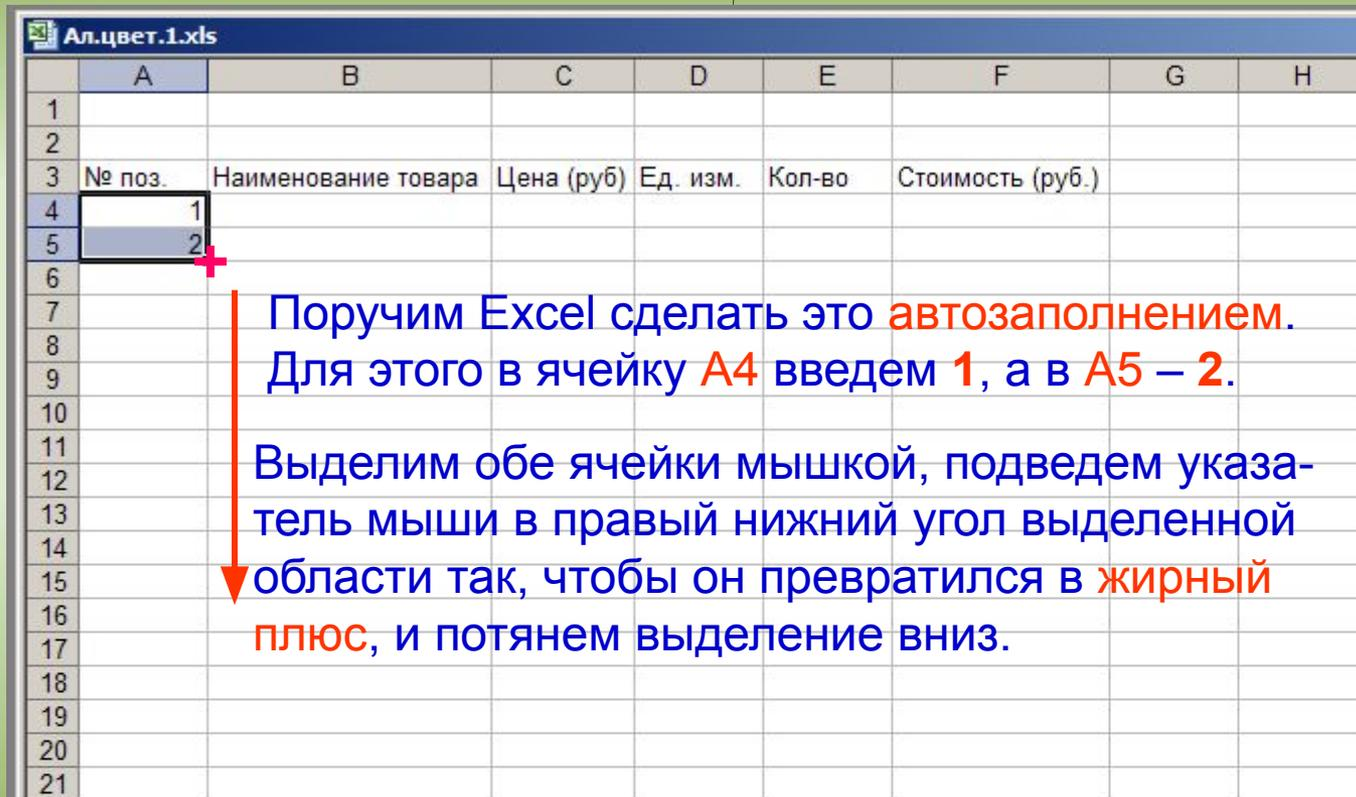 Ал.цвет.1.xls
A B C D E F G H
1
2
3 № поз. Наименование товара Цена (руб) Ед. изм. Кол-во Стоимость (руб.)
4 1
5 2
6
7
8
9
10
11
12
13
14
15
16
17
18
19
20
21
Поручим Excel сделать это автозаполнением.
Для этого в ячейку А4 введем 1, а в А5 – 2.
Выделим обе ячейки мышкой, подведем указа-
тель мыши в правый нижний угол выделенной
области так, чтобы он превратился в жирный
плюс, и потянем выделение вниз.